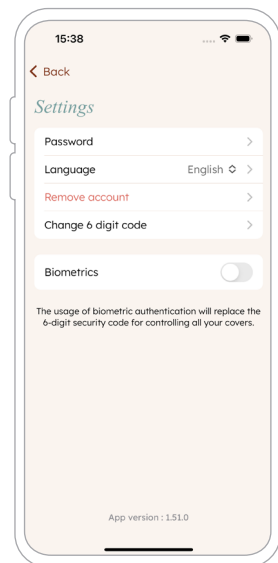 15:38
Back
Settings
Password
Language English
Remove account
Change 6 digit code
Biometrics
The usage of biometric authentication will replace the
6-digit security code for controlling all your covers.
App version : 1.51.0